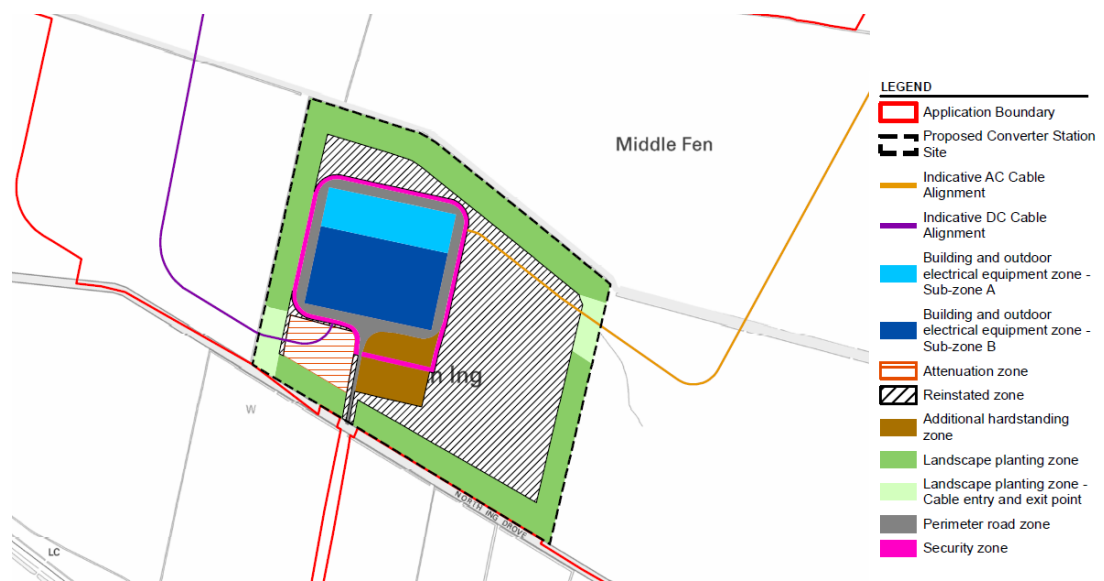 Middle Fen
n Ing
W
NORTH ING DROVE
LC
LEGEND
Application Boundary
Proposed Converter Station
Site
Indicative AC Cable
Alignment
Indicative DC Cable
Alignment
Building and outdoor
electrical equipment zone -
Sub-zone A
Building and outdoor
electrical equipment zone -
Sub-zone B
Attenuation zone
Reinstated zone
Additional hardstanding
zone
Landscape planting zone
Landscape planting zone -
Cable entry and exit point
Perimeter road zone
Security zone